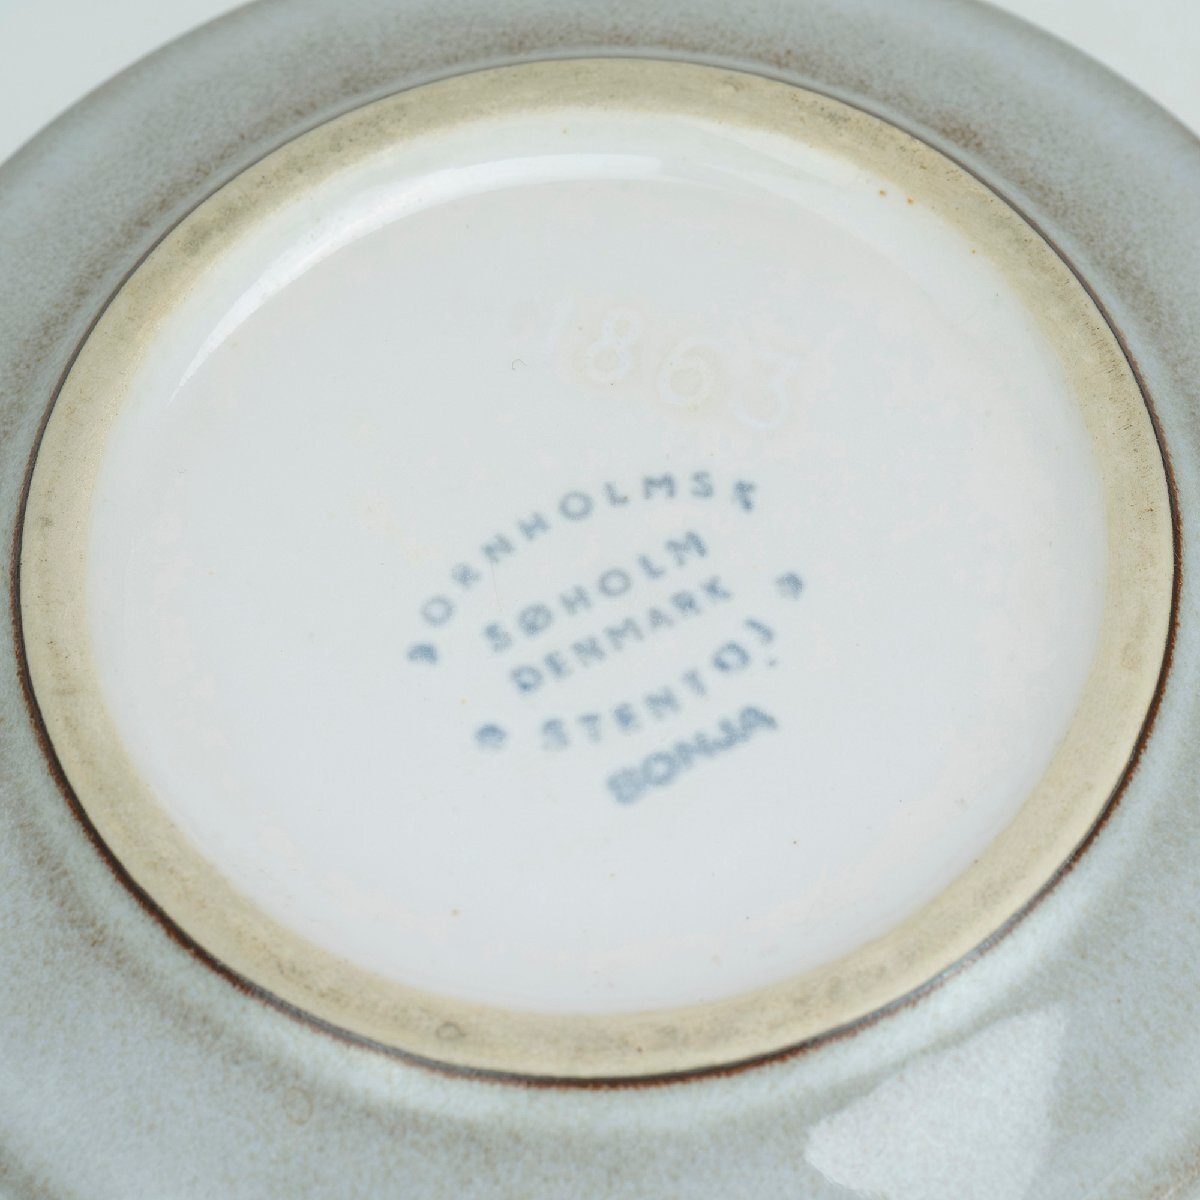 1863
BORNHOLMSK
SØHOLM
DENMARK
STENTØJ
SONJA